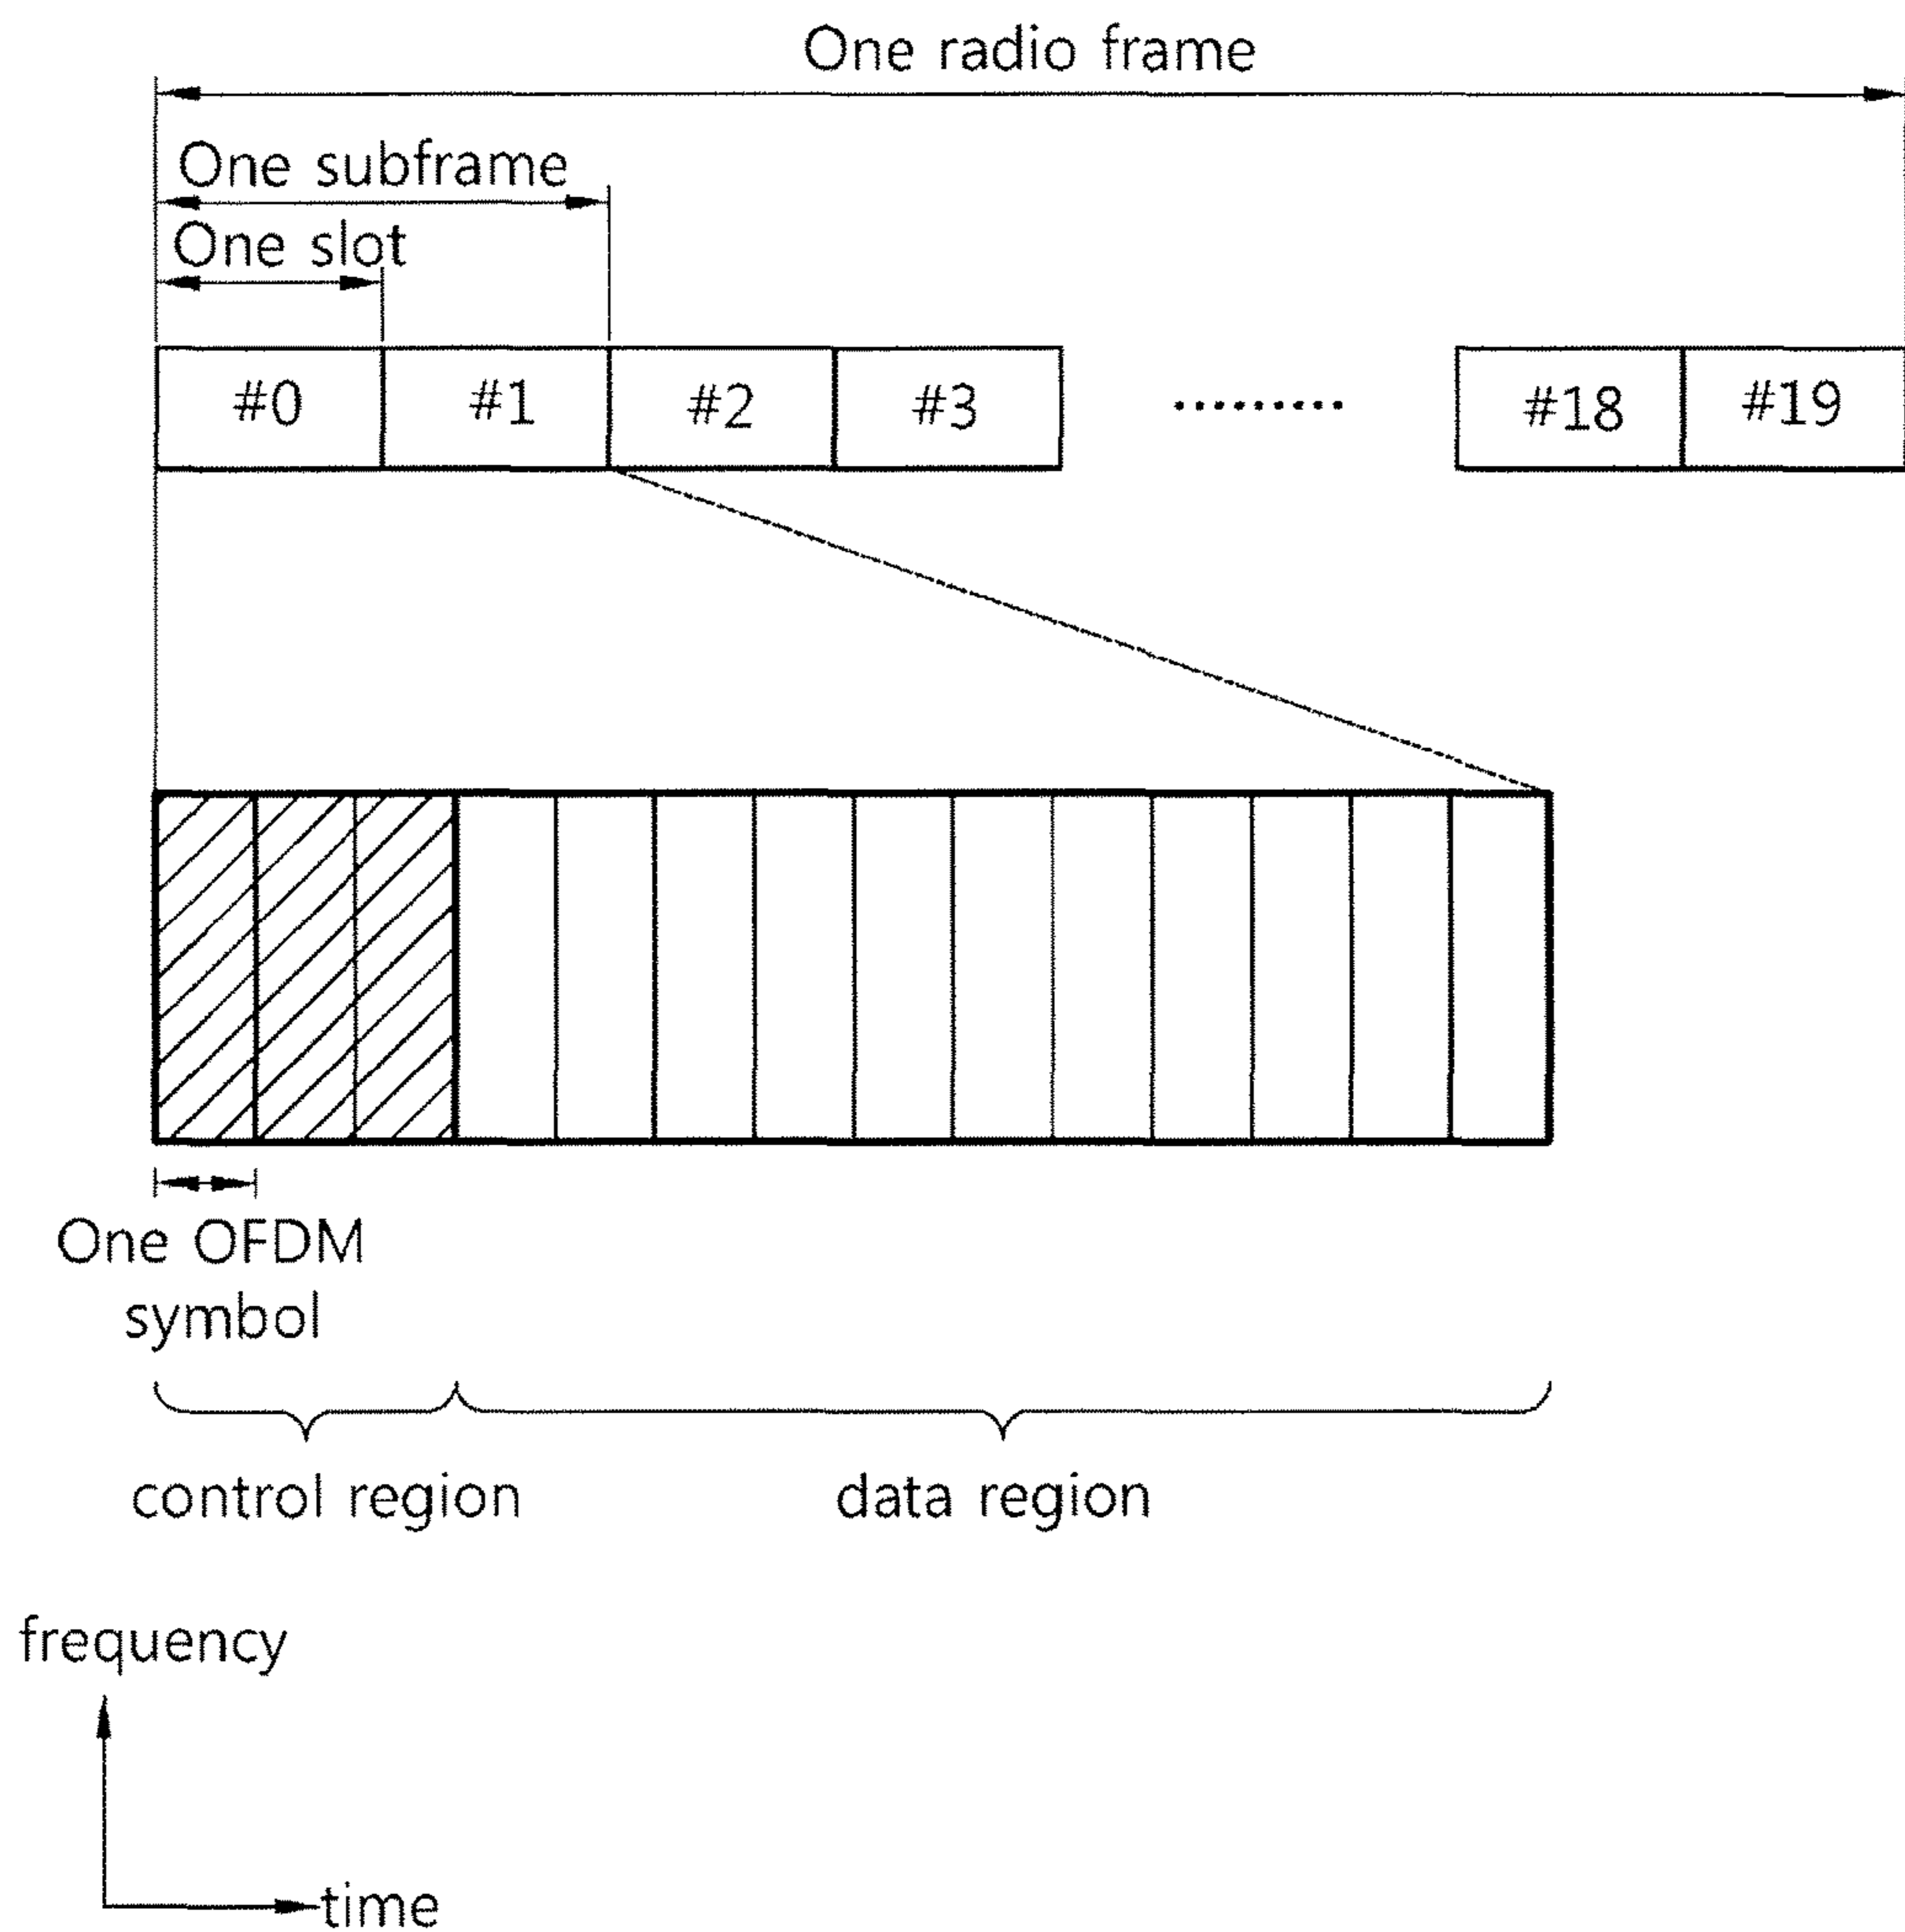 One radio frame
One subframe
One slot
#0 #1 #2 #3 ......... #18 #19
One OFDM
symbol
control region data region
frequency
time